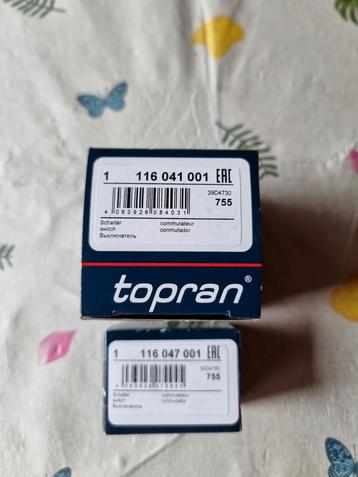 1 116 041 001 EAC
39D4730
755
4 063926 084031
Schalter commutateur
switch conmutador
Выключатель
topran®
1 116 047 001 EAC
755
Schalter commutateur
switch conmutador
Выключатель